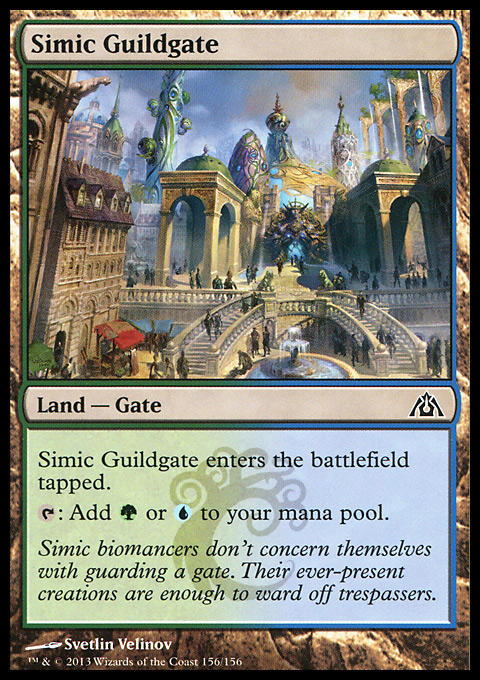 Simic Guildgate
Land — Gate
Simic Guildgate enters the battlefield
tapped.
: Add or to your mana pool.
Simic biomancers don't concern themselves
with guarding a gate. Their ever-present
creations are enough to ward off trespassers.
Svetlin Velinov
™ & © 2013 Wizards of the Coast 156/156